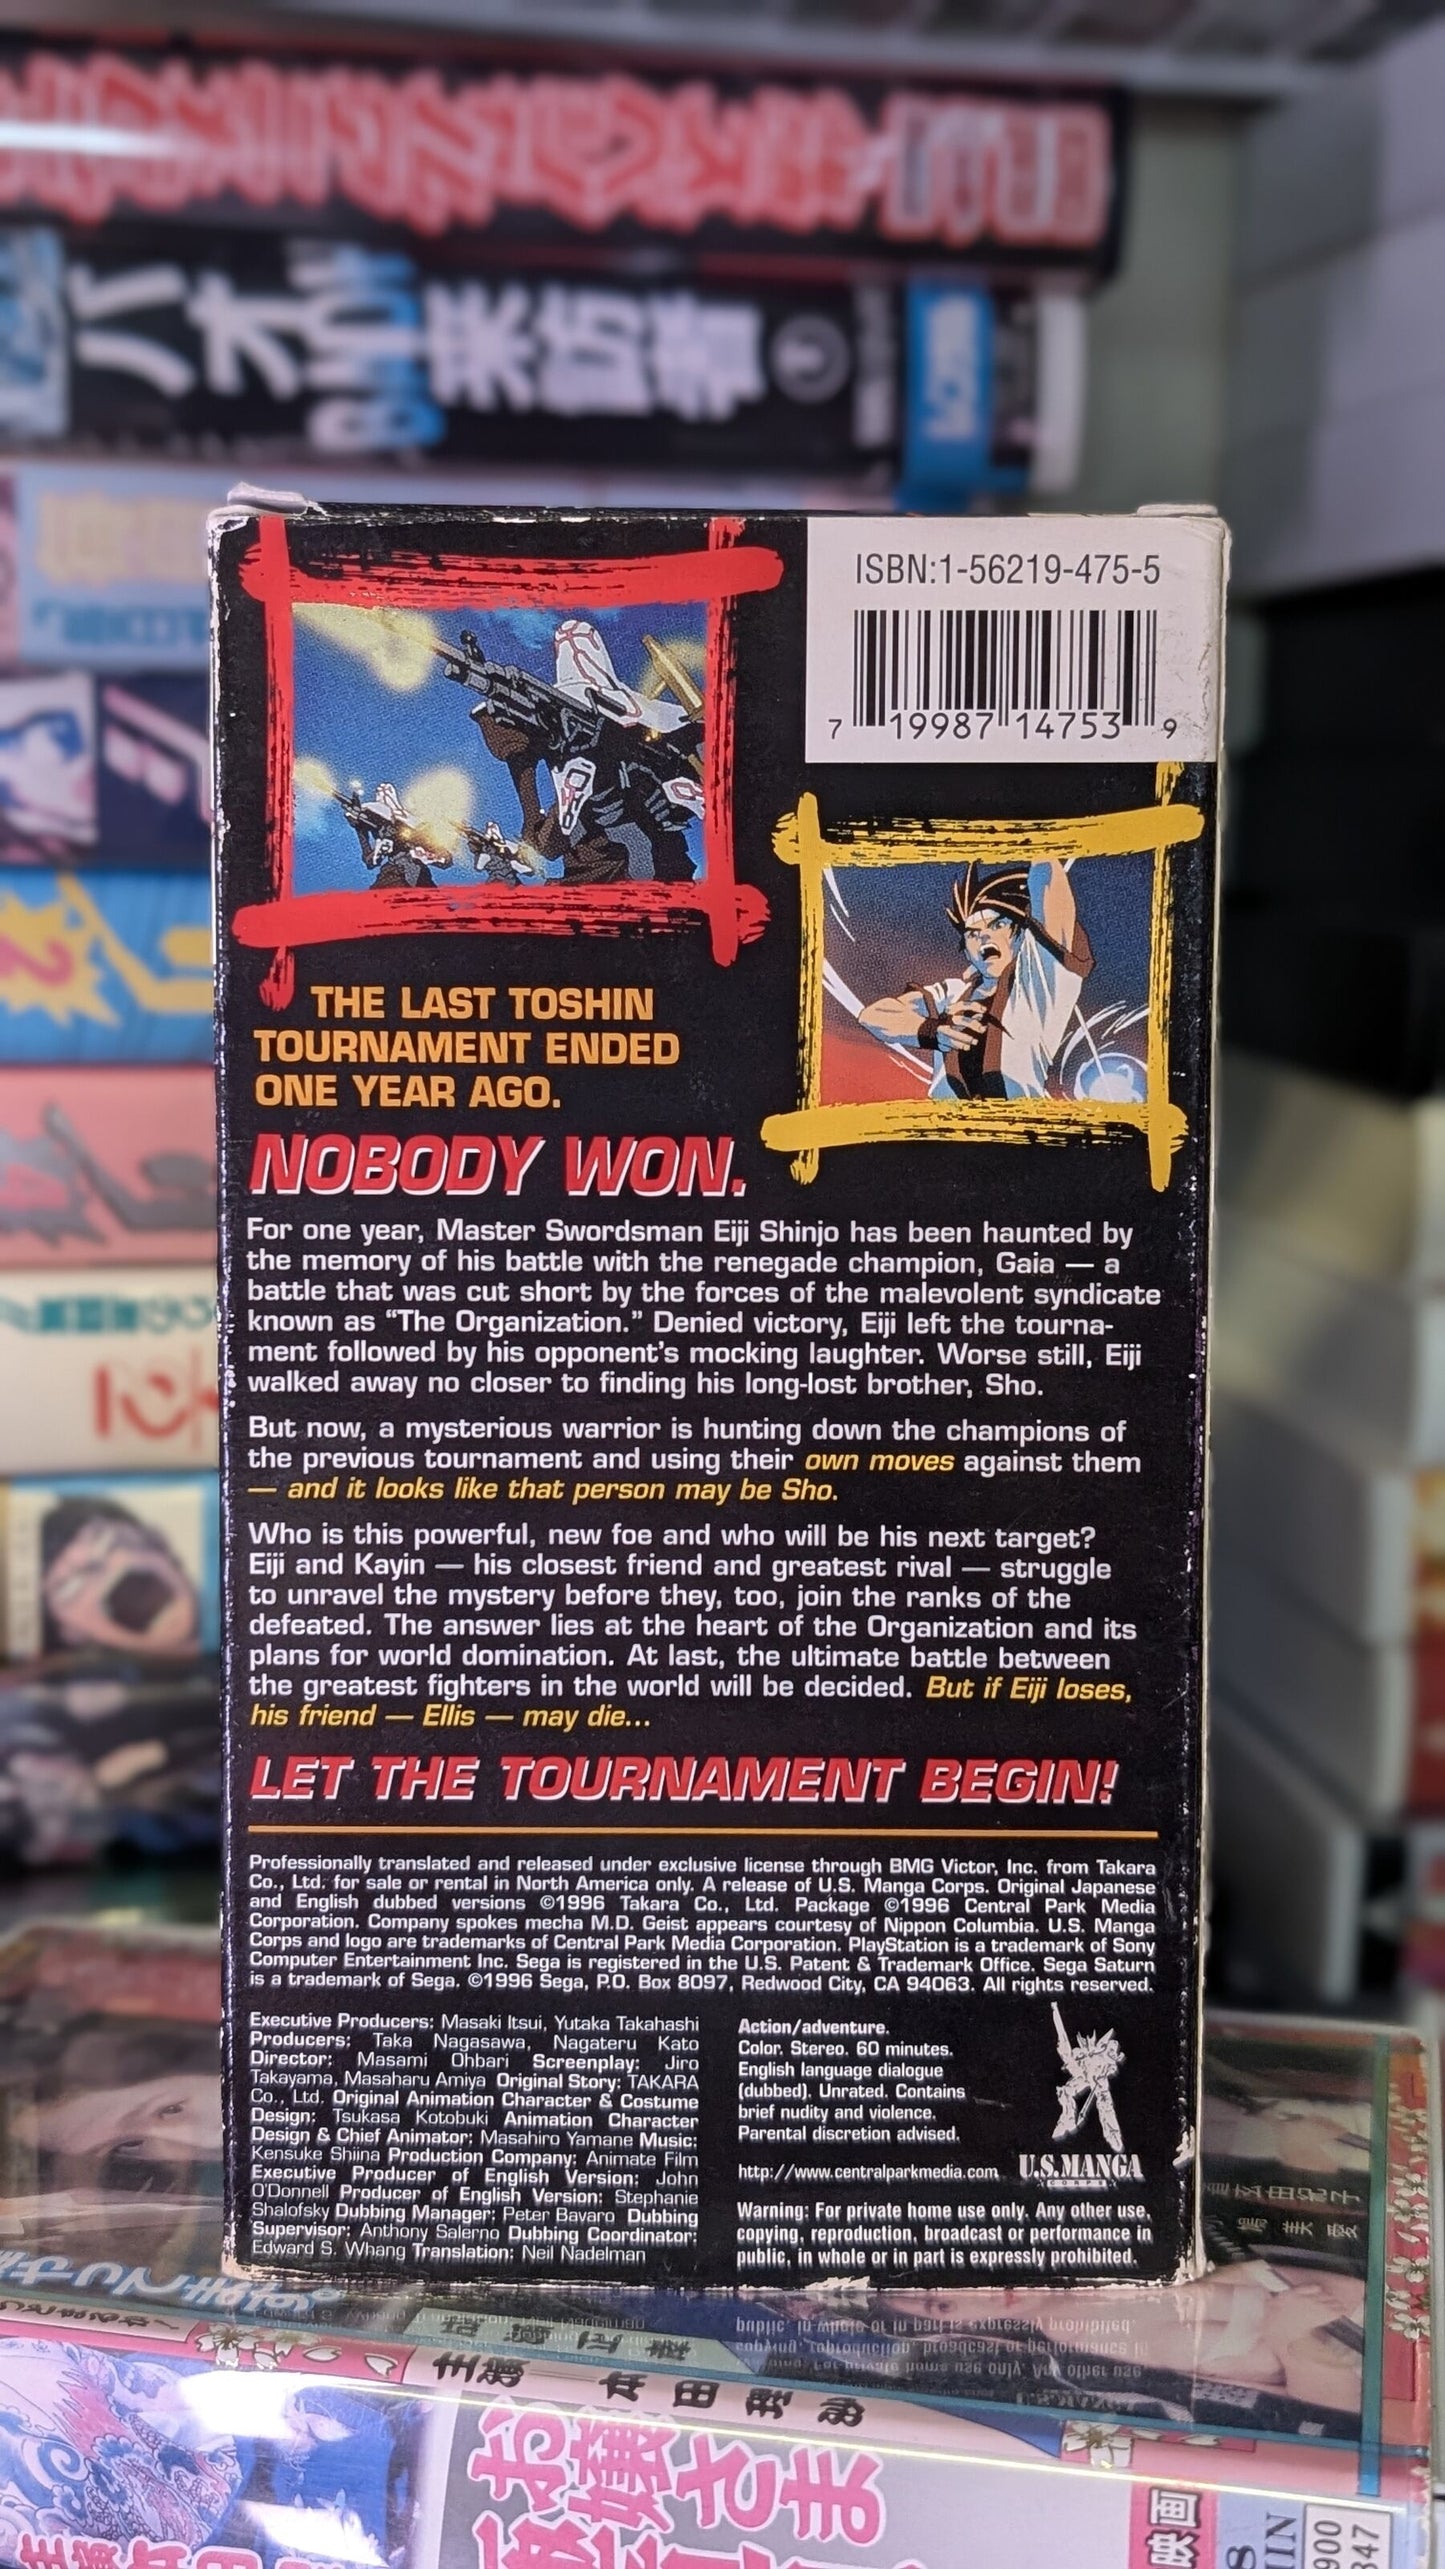 バオー来訪者
ISBN:1-56219-475-5
7 19987 14753 9
THE LAST TOSHIN
TOURNAMENT ENDED
ONE YEAR AGO.
NOBODY WON.
For one year, Master Swordsman Eiji Shinjo has been haunted by
the memory of his battle with the renegade champion, Gaia — a
battle that was cut short by the forces of the malevolent syndicate
known as “The Organization.” Denied victory, Eiji left the tourna-
ment followed by his opponent’s mocking laughter. Worse still, Eiji
walked away no closer to finding his long-lost brother, Sho.
But now, a mysterious warrior is hunting down the champions of
the previous tournament and using their own moves against them
— and it looks like that person may be Sho.
Who is this powerful, new foe and who will be his next target?
Eiji and Kayin — his closest friend and greatest rival — struggle
to unravel the mystery before they, too, join the ranks of the
defeated. The answer lies at the heart of the Organization and its
plans for world domination. At last, the ultimate battle between
the greatest fighters in the world will be decided. But if Eiji loses,
his friend — Ellis — may die...
LET THE TOURNAMENT BEGIN!
Professionally translated and released under exclusive license through BMG Victor, Inc. from Takara
Co., Ltd. for sale or rental in North America only. A release of U.S. Manga Corps. Original Japanese
and English dubbed versions ©1996 Takara Co., Ltd. Package ©1996 Central Park Media
Corporation. Company spokes mecha M.D. Geist appears courtesy of Nippon Columbia. U.S. Manga
Corps and logo are trademarks of Central Park Media Corporation. PlayStation is a trademark of Sony
Computer Entertainment Inc. Sega is registered in the U.S. Patent & Trademark Office. Sega Saturn
is a trademark of Sega. ©1996 Sega, P.O. Box 8097, Redwood City, CA 94063. All rights reserved.
Executive Producers: Masaki Itsui, Yutaka Takahashi
Producers: Taka Nagasawa, Nagateru Kato
Director: Masami Ohbari Screenplay: Jiro
Takayama, Masaharu Amiya Original Story: TAKARA
Co., Ltd. Original Animation Character & Costume
Design: Tsukasa Kotobuki Animation Character
Design & Chief Animator: Masahiro Yamane Music:
Kensuke Shiina Production Company: Animate Film
Executive Producer of English Version: John
O'Donnell Producer of English Version: Stephanie
Shalofsky Dubbing Manager: Peter Bavaro Dubbing
Supervisor: Anthony Salerno Dubbing Coordinator:
Edward S. Whang Translation: Neil Nadelman
Action/adventure.
Color. Stereo. 60 minutes.
English language dialogue
(dubbed). Unrated. Contains
brief nudity and violence.
Parental discretion advised.
http://www.centralparkmedia.com
U.S.MANGA
CORPS
Warning: For private home use only. Any other use,
copying, reproduction, broadcast or performance in
public, in whole or in part is expressly prohibited.
映画